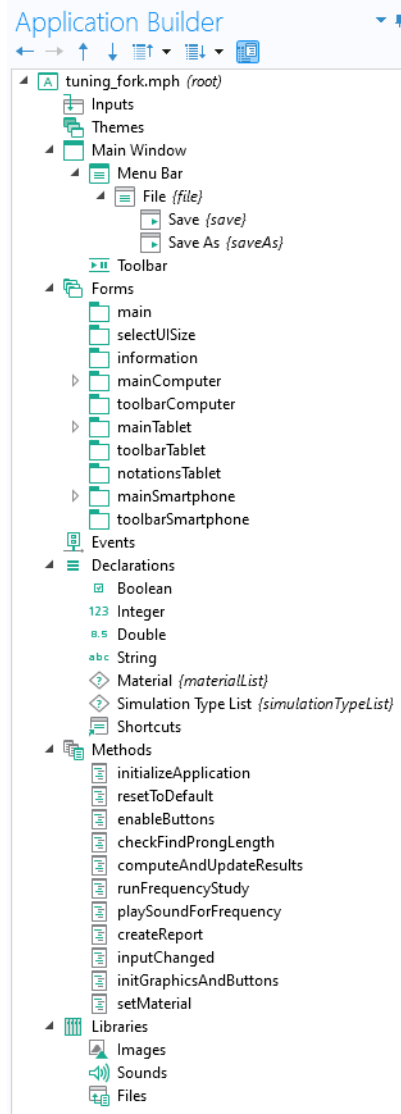 Application Builder
tuning_fork.mph (root)
Inputs
Themes
Main Window
Menu Bar
File {file}
Save {save}
Save As {saveAs}
Toolbar
Forms
main
selectUISize
information
mainComputer
toolbarComputer
mainTablet
toolbarTablet
notationsTablet
mainSmartphone
toolbarSmartphone
Events
Declarations
Boolean
123 Integer
8.5 Double
abc String
Material {materialList}
Simulation Type List {simulationTypeList}
Shortcuts
Methods
initializeApplication
resetToDefault
enableButtons
checkFindProngLength
computeAndUpdateResults
runFrequencyStudy
playSoundForFrequency
createReport
inputChanged
initGraphicsAndButtons
setMaterial
Libraries
Images
Sounds
Files